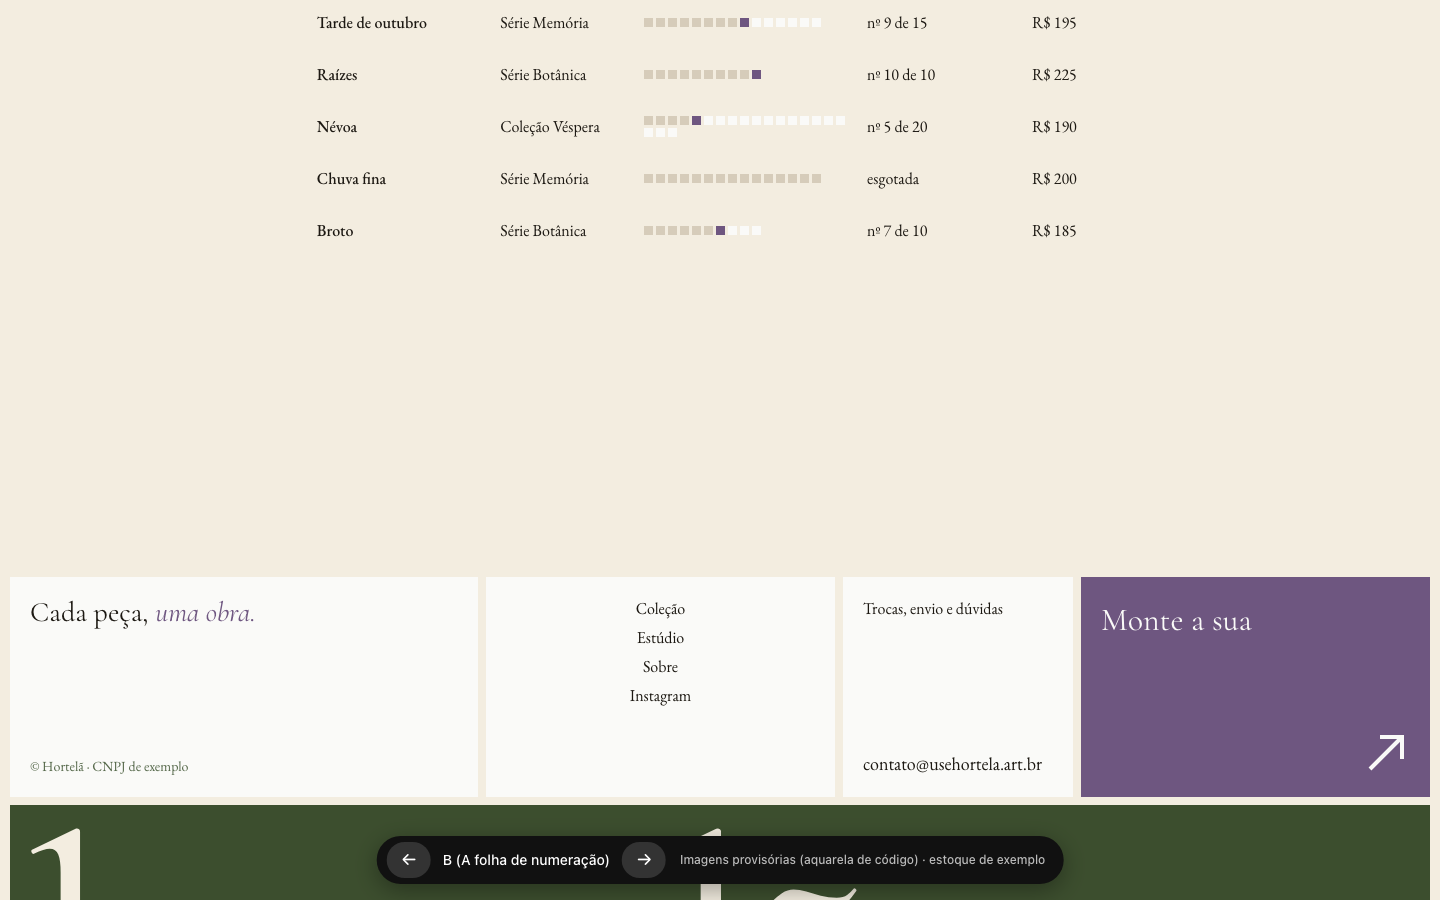 Tarde de outubro Série Memória nº 9 de 15 R$ 195
Raízes Série Botânica nº 10 de 10 R$ 225
Névoa Coleção Véspera nº 5 de 20 R$ 190
Chuva fina Série Memória esgotada R$ 200
Broto Série Botânica nº 7 de 10 R$ 185
Cada peça, uma obra.
© Hortelã · CNPJ de exemplo
Coleção
Estúdio
Sobre
Instagram
Trocas, envio e dúvidas
contato@usehortela.art.br
Monte a sua
B (A folha de numeração)
Imagens provisórias (aquarela de código) · estoque de exemplo